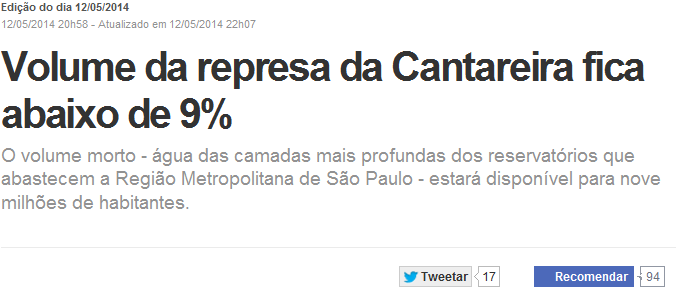 Edição do dia 12/05/2014
12/05/2014 20h58 - Atualizado em 12/05/2014 22h07
Volume da represa da Cantareira fica
abaixo de 9%
O volume morto - água das camadas mais profundas dos reservatórios que
abastecem a Região Metropolitana de São Paulo - estará disponível para nove
milhões de habitantes.
Tweetar 17 Recomendar 94